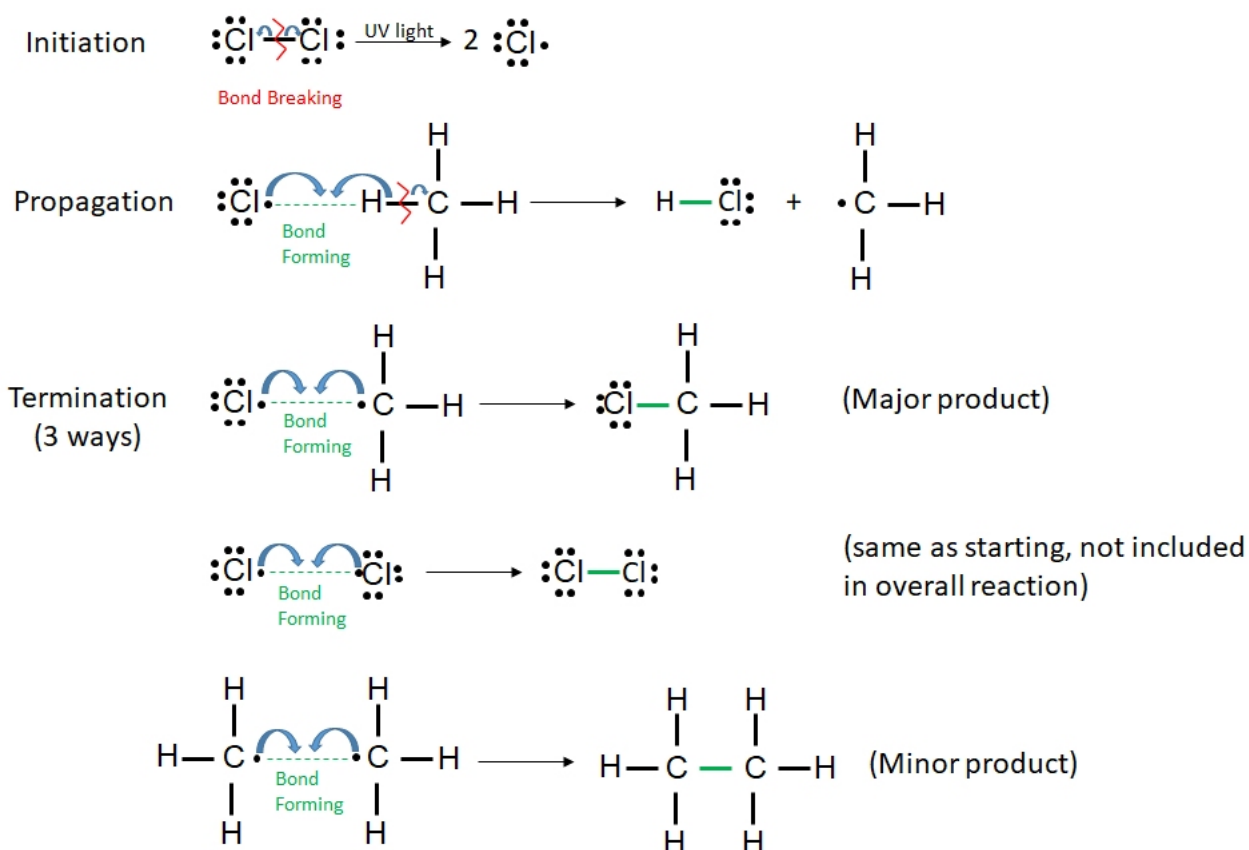 Initiation
Cl Cl UV light 2 Cl
Bond Breaking
H
Propagation Cl H C H H Cl + C H
Bond
Forming
H H
H H
Termination Cl C H Cl C H (Major product)
(3 ways)
Bond
Forming
H H
(same as starting, not included
in overall reaction)
Cl Cl Cl Cl
Bond
Forming
H H H H
H C C H H C C H (Minor product)
Bond
Forming
H H H H